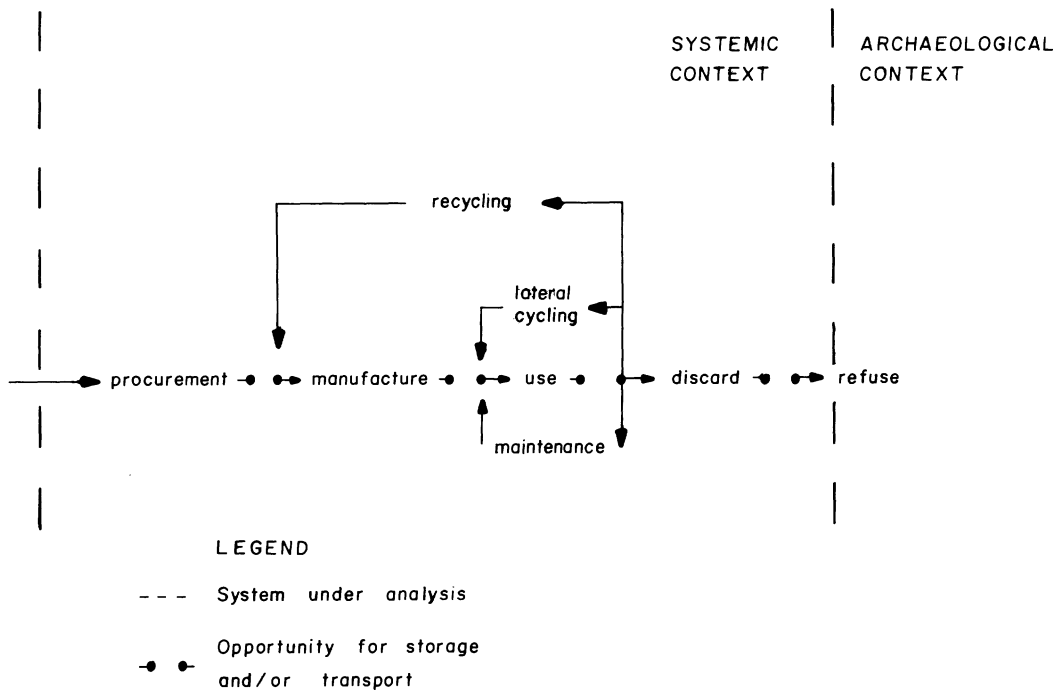 SYSTEMIC
CONTEXT
ARCHAEOLOGICAL
CONTEXT
recycling
lateral
cycling
procurement
manufacture
use
discard
refuse
maintenance
LEGEND
System under analysis
Opportunity for storage
and/or transport